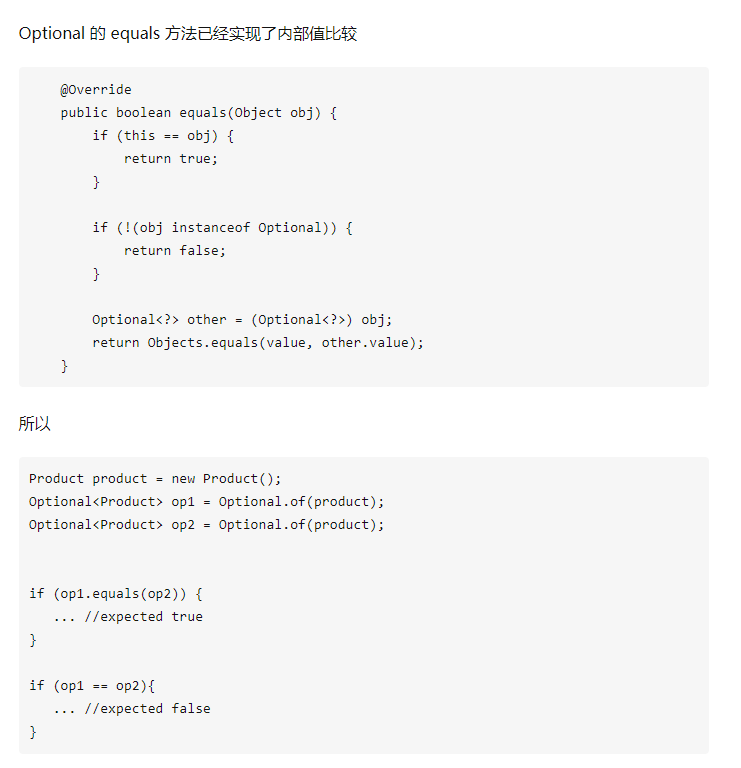 Optional 的 equals 方法已经实现了内部值比较
@Override
public boolean equals(Object obj) {
if (this == obj) {
return true;
}
if (!(obj instanceof Optional)) {
return false;
}
Optional<?> other = (Optional<?>) obj;
return Objects.equals(value, other.value);
}
所以
Product product = new Product();
Optional<Product> op1 = Optional.of(product);
Optional<Product> op2 = Optional.of(product);
if (op1.equals(op2)) {
... //expected true
}
if (op1 == op2){
... //expected false
}